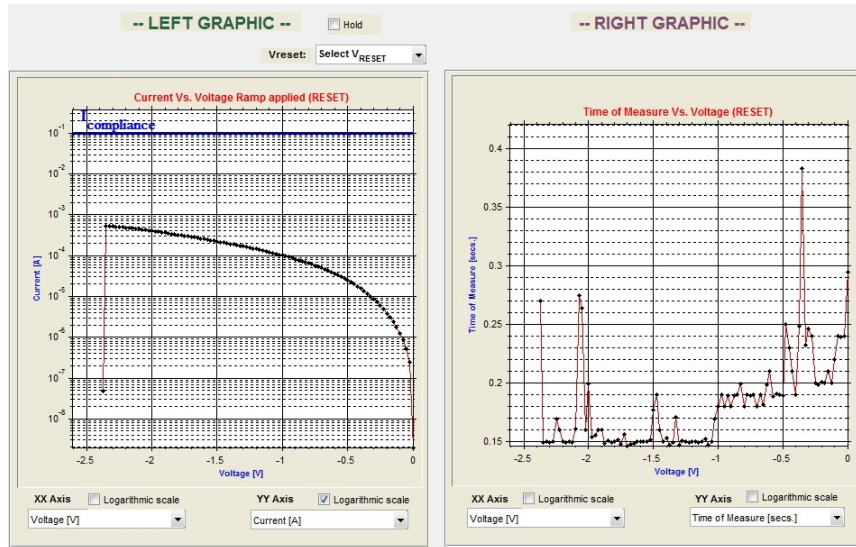 -- LEFT GRAPHIC --
Hold
-- RIGHT GRAPHIC --
Vreset:
Select VRESET
Current Vs. Voltage Ramp applied (RESET)
I
compliance
10-1
10-2
10-3
10-4
10-5
10-6
10-7
10-8
Current [A]
-2.5
-2
-1.5
-1
-0.5
0
Voltage [V]
XX Axis
Logarithmic scale
Voltage [V]
YY Axis
Logarithmic scale
Current [A]
Time of Measure Vs. Voltage (RESET)
0.4
0.35
0.3
0.25
0.2
0.15
Time of Measure [secs.]
-2.5
-2
-1.5
-1
-0.5
0
Voltage [V]
XX Axis
Logarithmic scale
Voltage [V]
YY Axis
Logarithmic scale
Time of Measure [secs.]